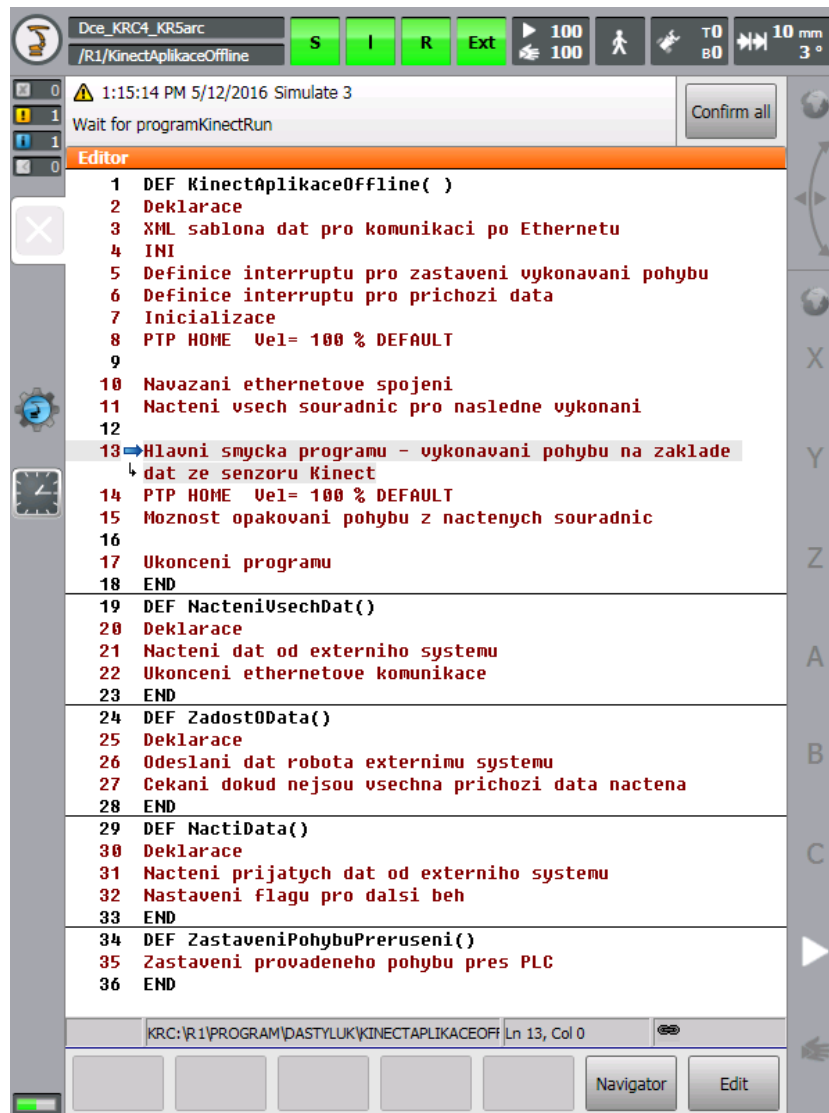 Dce_KRC4_KR5arc
/R1/KinectAplikaceOffline
S I R Ext
100
100
T0
B0
10 mm
3 °
0
1
1
0
1:15:14 PM 5/12/2016 Simulate 3
Wait for programKinectRun
Confirm all
Editor
1 DEF KinectAplikaceOffline( )
2 Deklarace
3 XML sablona dat pro komunikaci po Ethernetu
4 INI
5 Definice interruptu pro zastaveni vykonavani pohybu
6 Definice interruptu pro prichozi data
7 Inicializace
8 PTP HOME Vel= 100 % DEFAULT
9
10 Navazani ethernetove spojeni
11 Nacteni vsech souradnic pro nasledne vykonani
12
13 Hlavni smycka programu - vykonavani pohybu na zaklade
dat ze senzoru Kinect
14 PTP HOME Vel= 100 % DEFAULT
15 Moznost opakovani pohybu z nactenych souradnic
16
17 Ukonceni programu
18 END
19 DEF NacteniVsechDat()
20 Deklarace
21 Nacteni dat od externiho systemu
22 Ukonceni ethernetove komunikace
23 END
24 DEF ZadostOData()
25 Deklarace
26 Odeslani dat robota externimu systemu
27 Cekani dokud nejsou vsechna prichozi data nactena
28 END
29 DEF NactiData()
30 Deklarace
31 Nacteni prijatych dat od externiho systemu
32 Nastaveni flagu pro dalsi beh
33 END
34 DEF ZastaveniPohybuPreruseni()
35 Zastaveni provadeneho pohybu pres PLC
36 END
X
Y
Z
A
B
C
KRC:\R1\PROGRAM\DASTYLUK\KINECTAPLIKACEOFF Ln 13, Col 0
Navigator Edit